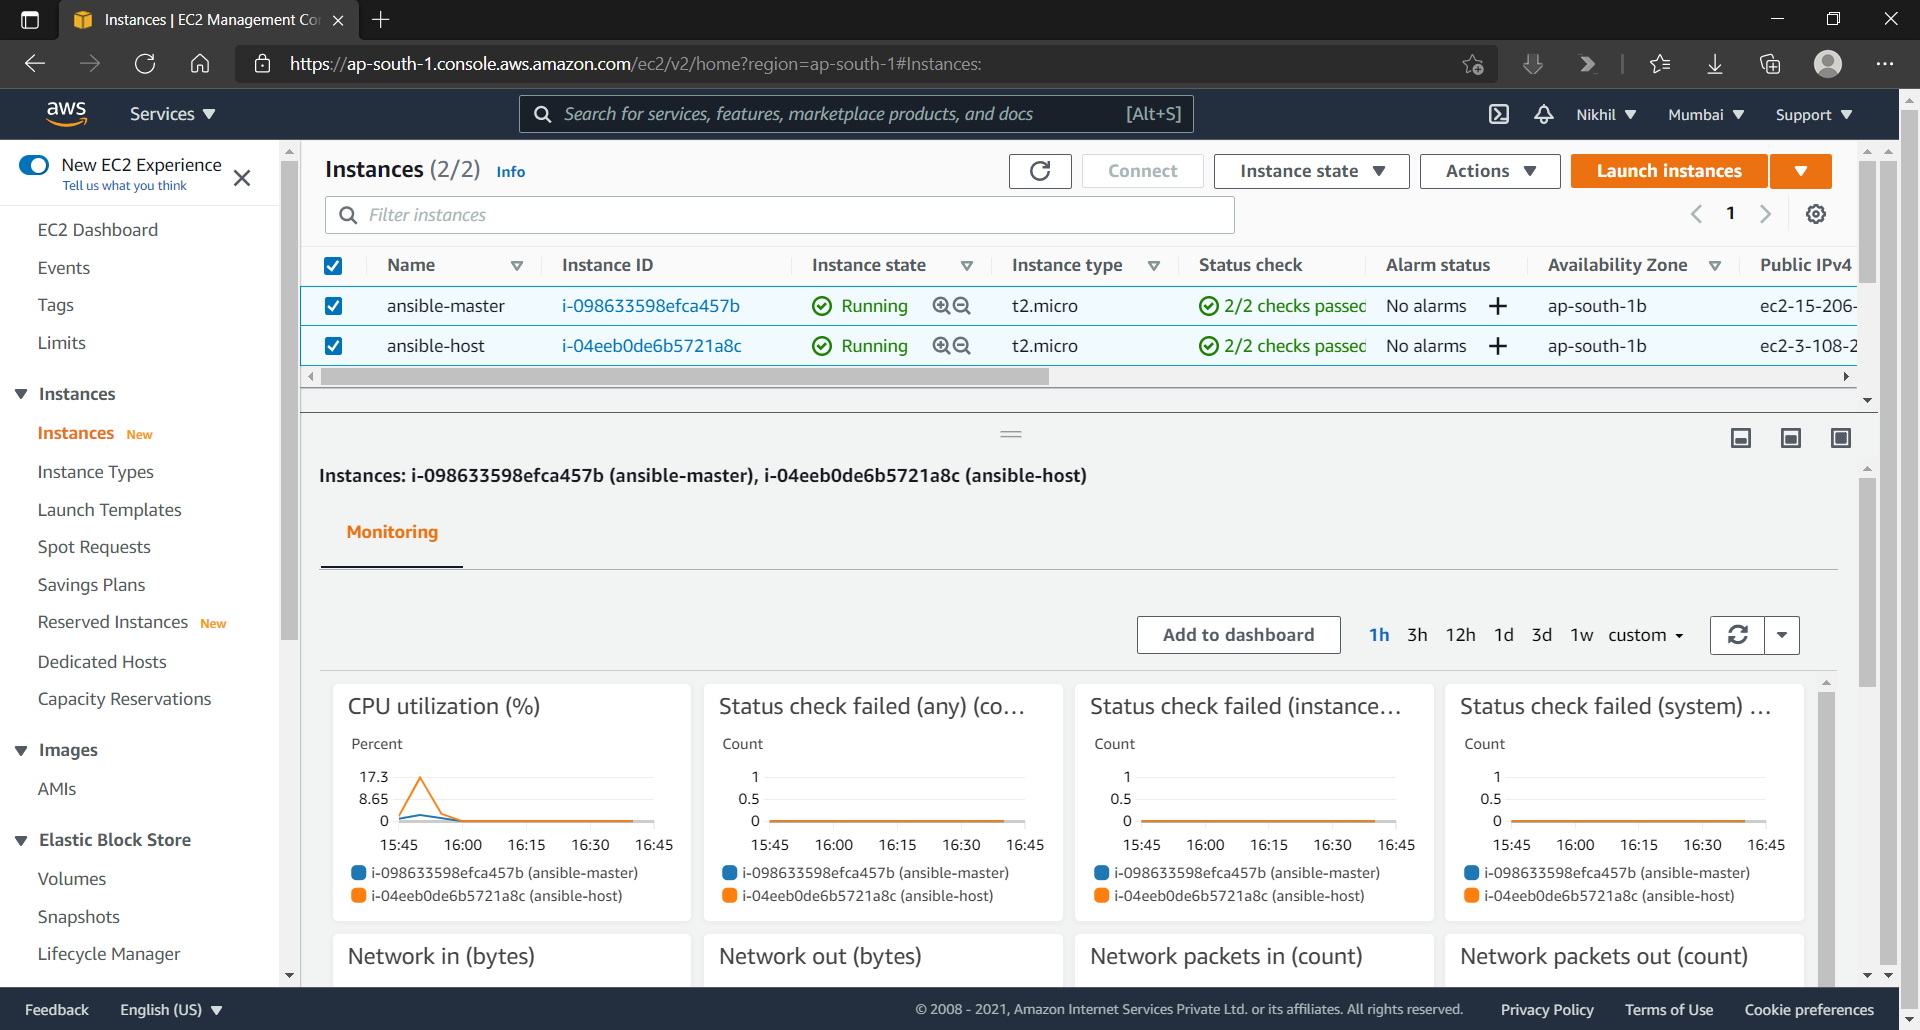 Instances | EC2 Management Co
https://ap-south-1.console.aws.amazon.com/ec2/v2/home?region=ap-south-1#Instances:
aws Services Search for services, features, marketplace products, and docs [Alt+S] Nikhil Mumbai Support
New EC2 Experience
Tell us what you think
EC2 Dashboard
Events
Tags
Limits
Instances
Instances New
Instance Types
Launch Templates
Spot Requests
Savings Plans
Reserved Instances New
Dedicated Hosts
Capacity Reservations
Images
AMIs
Elastic Block Store
Volumes
Snapshots
Lifecycle Manager
Instances (2/2) Info Connect Instance state Actions Launch instances
Filter instances 1
Name Instance ID Instance state Instance type Status check Alarm status Availability Zone Public IPv4
ansible-master i-098633598efca457b Running t2.micro 2/2 checks passed No alarms + ap-south-1b ec2-15-206-
ansible-host i-04eeb0de6b5721a8c Running t2.micro 2/2 checks passed No alarms + ap-south-1b ec2-3-108-2
Instances: i-098633598efca457b (ansible-master), i-04eeb0de6b5721a8c (ansible-host)
Monitoring
Add to dashboard 1h 3h 12h 1d 3d 1w custom
CPU utilization (%)
Percent
17.3
8.65
0
15:45 16:00 16:15 16:30 16:45
i-098633598efca457b (ansible-master)
i-04eeb0de6b5721a8c (ansible-host)
Status check failed (any) (co...
Count
1
0.5
0
15:45 16:00 16:15 16:30 16:45
i-098633598efca457b (ansible-master)
i-04eeb0de6b5721a8c (ansible-host)
Status check failed (instance...
Count
1
0.5
0
15:45 16:00 16:15 16:30 16:45
i-098633598efca457b (ansible-master)
i-04eeb0de6b5721a8c (ansible-host)
Status check failed (system) ...
Count
1
0.5
0
15:45 16:00 16:15 16:30 16:45
i-098633598efca457b (ansible-master)
i-04eeb0de6b5721a8c (ansible-host)
Network in (bytes)
Network out (bytes)
Network packets in (count)
Network packets out (count)
Feedback English (US) © 2008 - 2021, Amazon Internet Services Private Ltd. or its affiliates. All rights reserved. Privacy Policy Terms of Use Cookie preferences